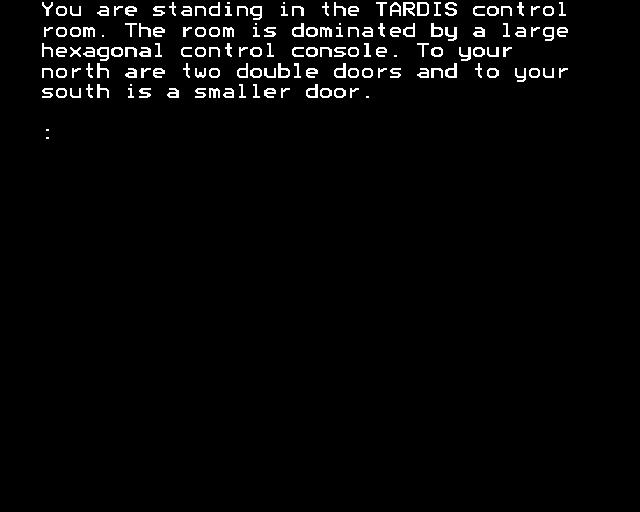 You are standing in the TARDIS control
room. The room is dominated by a large
hexagonal control console. To your
north are two double doors and to your
south is a smaller door.
: